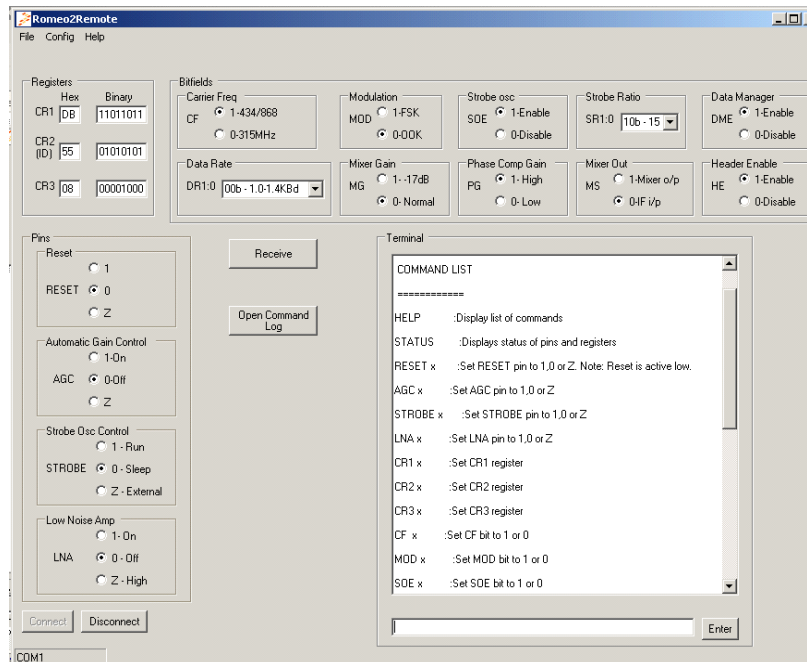 Romeo2Remote
File Config Help
Registers
Hex Binary
CR1 DB 11011011
CR2
(ID) 55 01010101
CR3 08 00001000
Bitfields
Carrier Freq
CF 1-434/868
0-315MHz
Modulation
MOD 1-FSK
0-OOK
Strobe osc
SOE 1-Enable
0-Disable
Strobe Ratio
SR1:0 10b - 15
Data Manager
DME 1-Enable
0-Disable
Data Rate
DR1:0 00b - 1.0-1.4KBd
Mixer Gain
MG 1- -17dB
0- Normal
Phase Comp Gain
PG 1- High
0- Low
Mixer Out
MS 1-Mixer o/p
0-IF i/p
Header Enable
HE 1-Enable
0-Disable
Pins
Reset
1
RESET 0
Z
Automatic Gain Control
1-On
AGC 0-Off
Z
Strobe Osc Control
1 - Run
STROBE 0 - Sleep
Z - External
Low Noise Amp
1- On
LNA 0 - Off
Z - High
Connect Disconnect
COM1
Receive
Open Command
Log
Terminal
COMMAND LIST
============
HELP :Display list of commands
STATUS :Displays status of pins and registers
RESET x :Set RESET pin to 1,0 or Z. Note: Reset is active low.
AGC x :Set AGC pin to 1,0 or Z
STROBE x :Set STROBE pin to 1,0 or Z
LNA x :Set LNA pin to 1,0 or Z
CR1 x :Set CR1 register
CR2 x :Set CR2 register
CR3 x :Set CR3 register
CF x :Set CF bit to 1 or 0
MOD x :Set MOD bit to 1 or 0
SOE x :Set SOE bit to 1 or 0
Enter